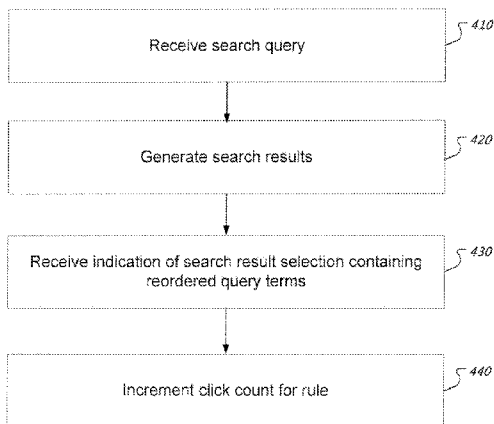 Receive search query
410
Generate search results
420
Receive indication of search result selection containing
reordered query terms
430
Increment click count for rule
440